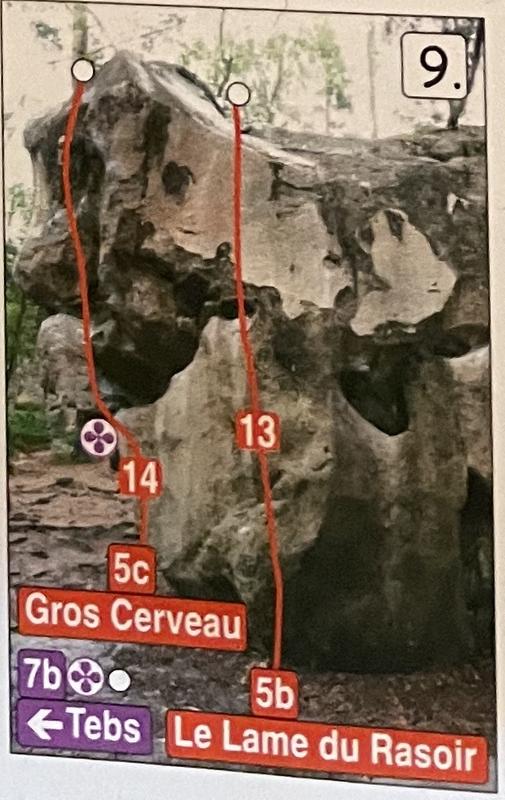 9.
13
14
5c
Gros Cerveau
7b
5b
←Tebs
Le Lame du Rasoir